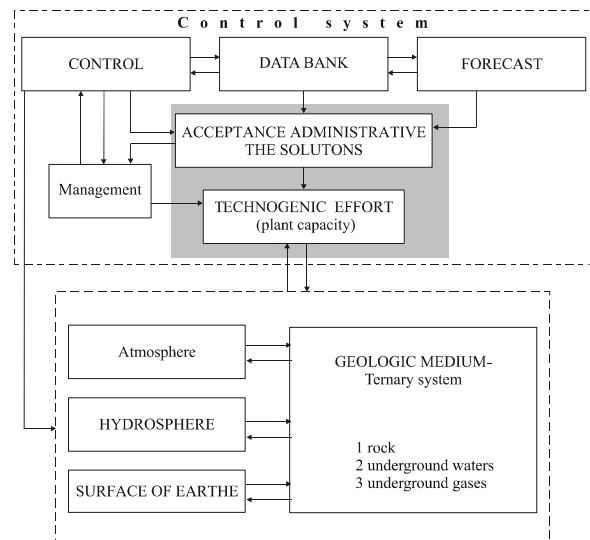 Control system
CONTROL
DATA BANK
FORECAST
ACCEPTANCE ADMINISTRATIVE
THE SOLUTONS
Management
TECHNOGENIC EFFORT
(plant capacity)
Atmosphere
GEOLOGIC MEDIUM-
Ternary system
HYDROSPHERE
1 rock
2 underground waters
3 underground gases
SURFACE OF EARTHE